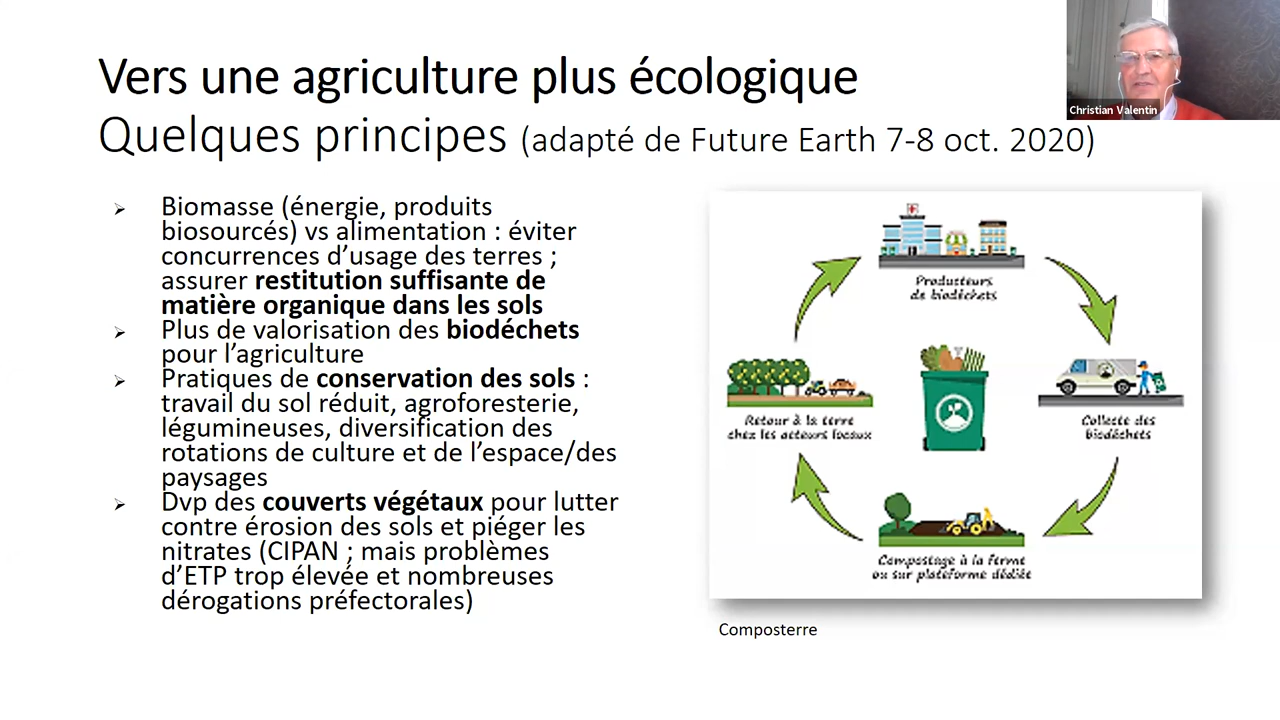 Vers une agriculture plus écologique
Quelques principes (adapté de Future Earth 7-8 oct. 2020)
Christian Valentin
Biomasse (énergie, produits
biosourcés) vs alimentation : éviter
concurrences d’usage des terres ;
assurer restitution suffisante de
matière organique dans les sols
Plus de valorisation des biodéchets
pour l’agriculture
Pratiques de conservation des sols :
travail du sol réduit, agroforesterie,
légumineuses, diversification des
rotations de culture et de l’espace/des
paysages
Dvp des couverts végétaux pour lutter
contre érosion des sols et piéger les
nitrates (CIPAN ; mais problèmes
d’ETP trop élevée et nombreuses
dérogations préfectorales)
Producteurs
de biodéchets
Collecte des
biodéchets
Compostage à la ferme
ou sur plateforme dédiée
Retour à la terre
chez les acteurs locaux
Composterre